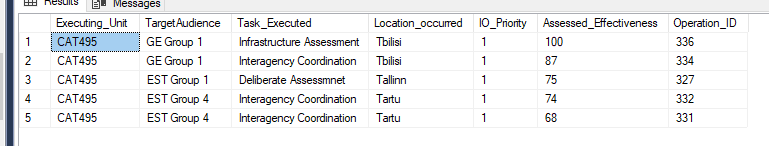 Results Messages
Executing_Unit TargetAudience Task_Executed Location_occurred IO_Priority Assessed_Effectiveness Operation_ID
1 CAT495 GE Group 1 Infrastructure Assessment Tbilisi 1 100 336
2 CAT495 GE Group 1 Interagency Coordination Tbilisi 1 87 334
3 CAT495 EST Group 1 Deliberate Assessmnet Tallinn 1 75 327
4 CAT495 EST Group 4 Interagency Coordination Tartu 1 74 332
5 CAT495 EST Group 4 Interagency Coordination Tartu 1 68 331